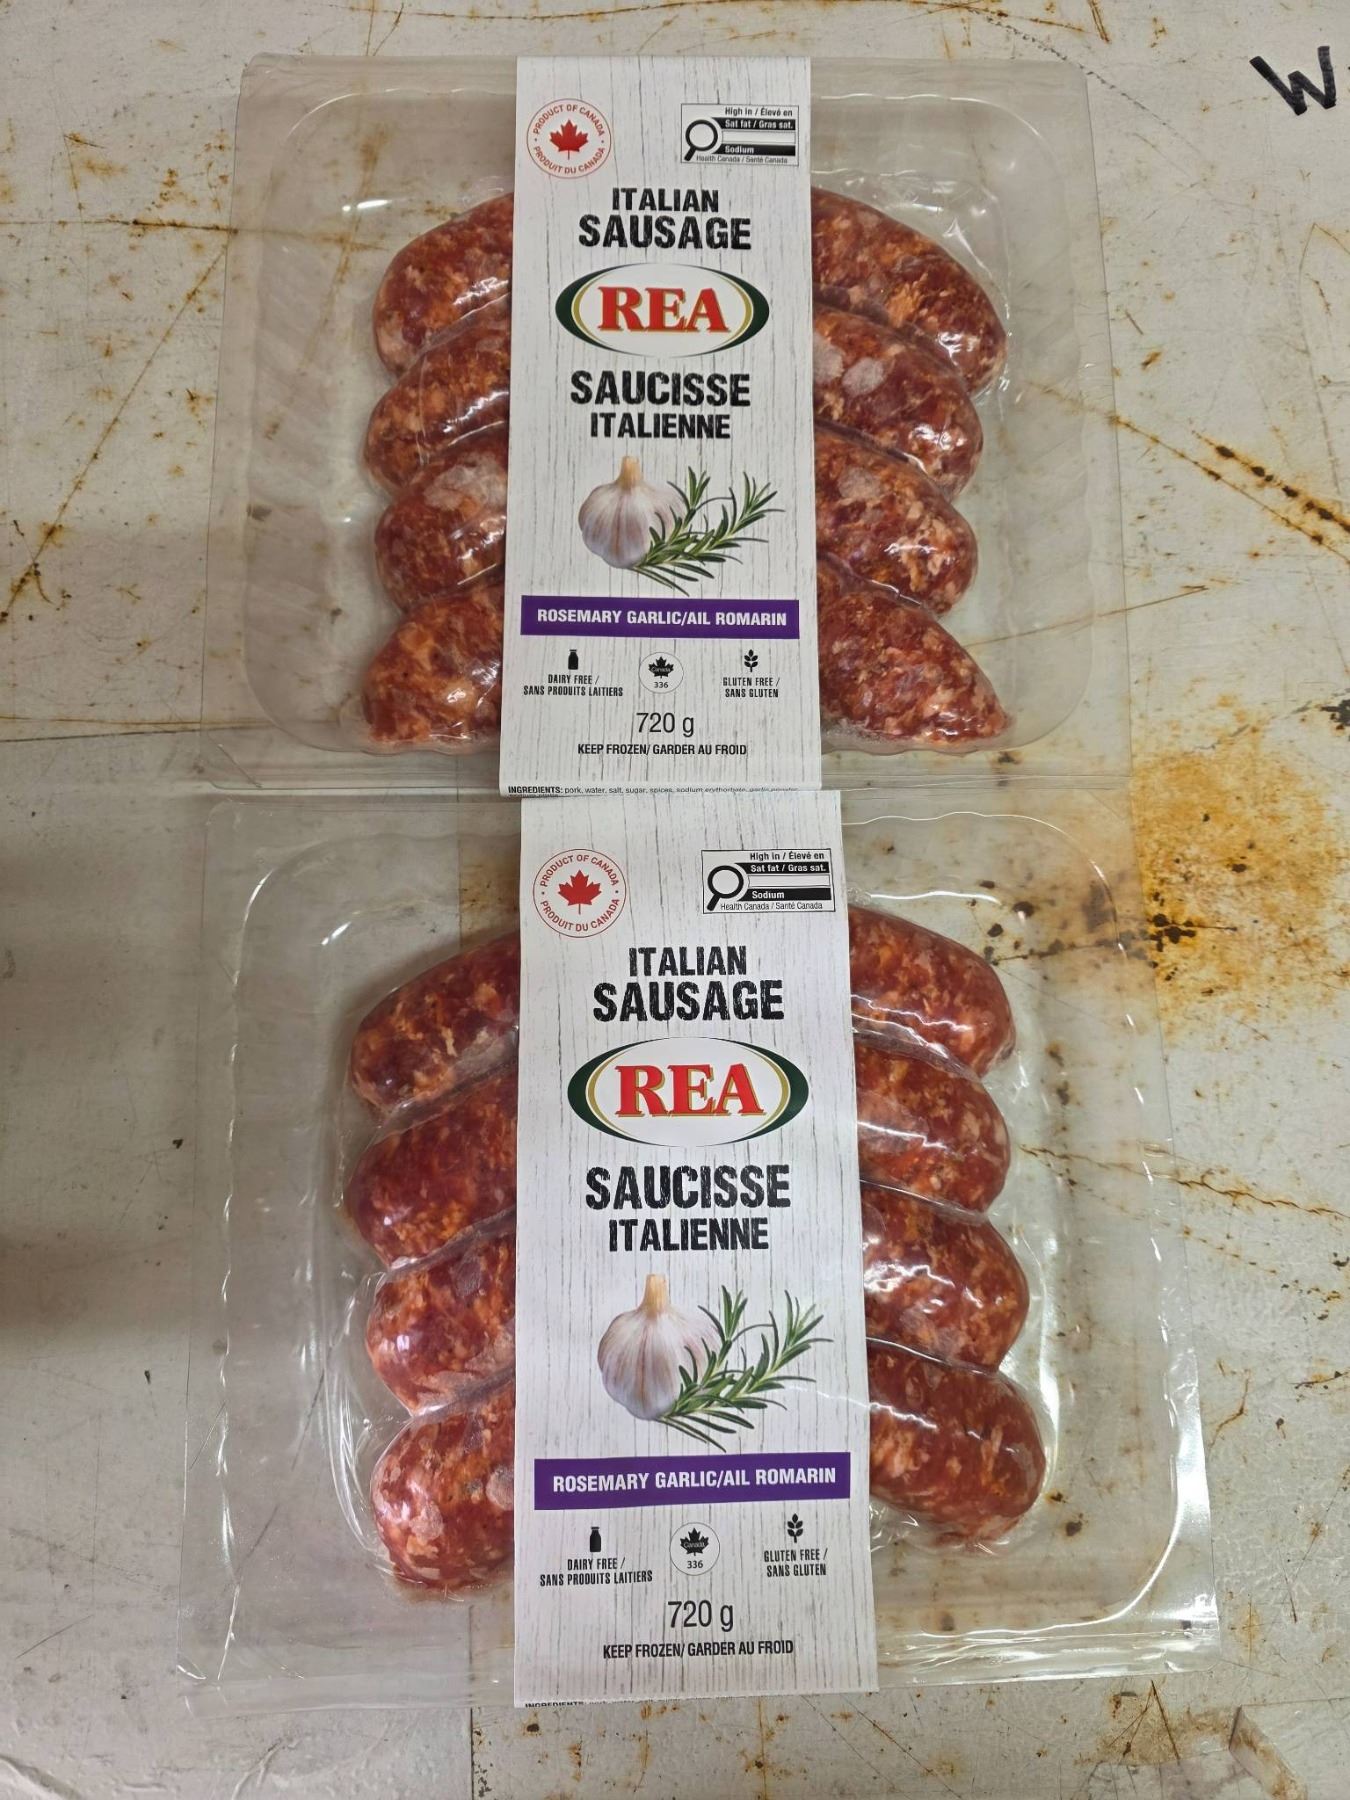 W
PRODUCT OF CANADA
PRODUIT DU CANADA
High in / Élevé en
Sat fat / Gras sat.
Sodium
Health Canada / Santé Canada
ITALIAN
SAUSAGE
REA
SAUCISSE
ITALIENNE
ROSEMARY GARLIC/AIL ROMARIN
DAIRY FREE /
SANS PRODUITS LAITIERS
Canada
336
GLUTEN FREE /
SANS GLUTEN
720 g
KEEP FROZEN/ GARDER AU FROID
INGREDIENTS: pork, water, salt, sugar, spices, sodium erythorbate, garlic powder
PRODUCT OF CANADA
PRODUIT DU CANADA
High in / Élevé en
Sat fat / Gras sat.
Sodium
Health Canada / Santé Canada
ITALIAN
SAUSAGE
REA
SAUCISSE
ITALIENNE
ROSEMARY GARLIC/AIL ROMARIN
DAIRY FREE /
SANS PRODUITS LAITIERS
Canada
336
GLUTEN FREE /
SANS GLUTEN
720 g
KEEP FROZEN/ GARDER AU FROID
INGREDIENTS